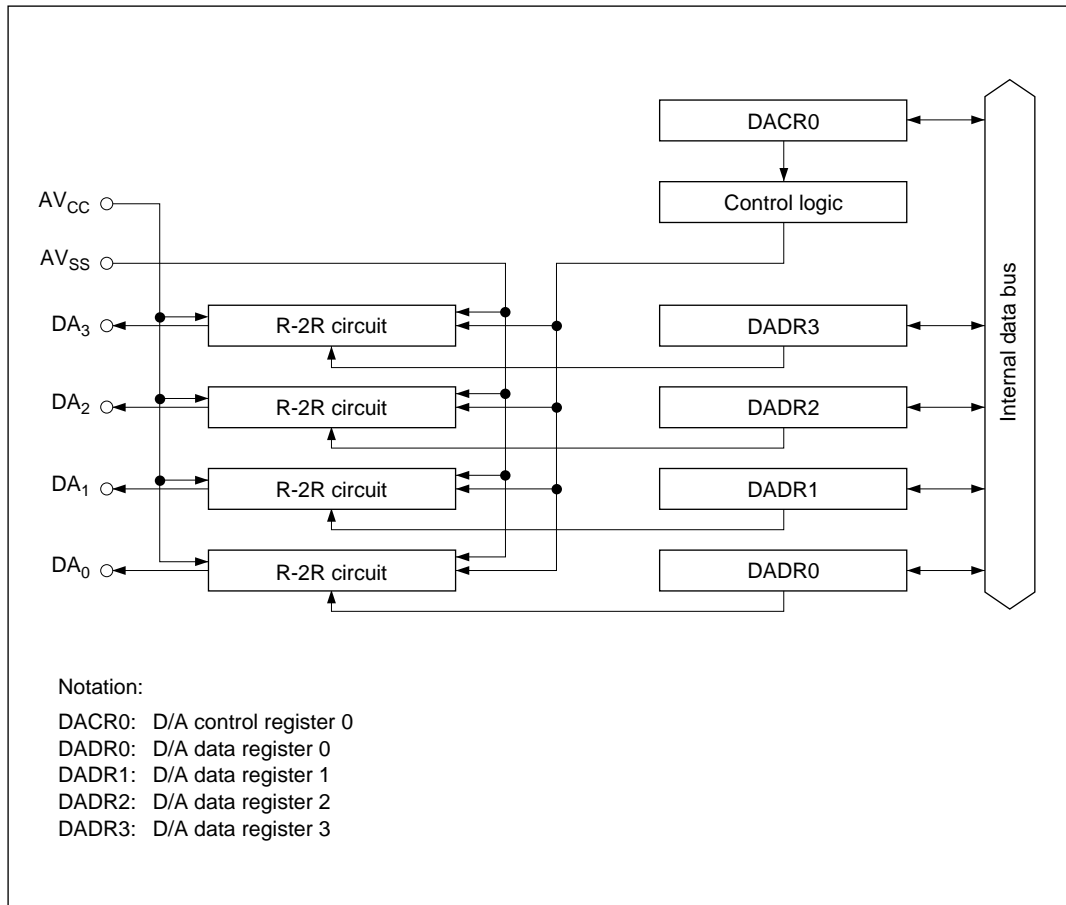 DACR0
AVCC
Control logic
AVSS
DA3
R-2R circuit
DADR3
DA2
R-2R circuit
DADR2
DA1
R-2R circuit
DADR1
DA0
R-2R circuit
DADR0
Internal data bus
Notation:
DACR0: D/A control register 0
DADR0: D/A data register 0
DADR1: D/A data register 1
DADR2: D/A data register 2
DADR3: D/A data register 3